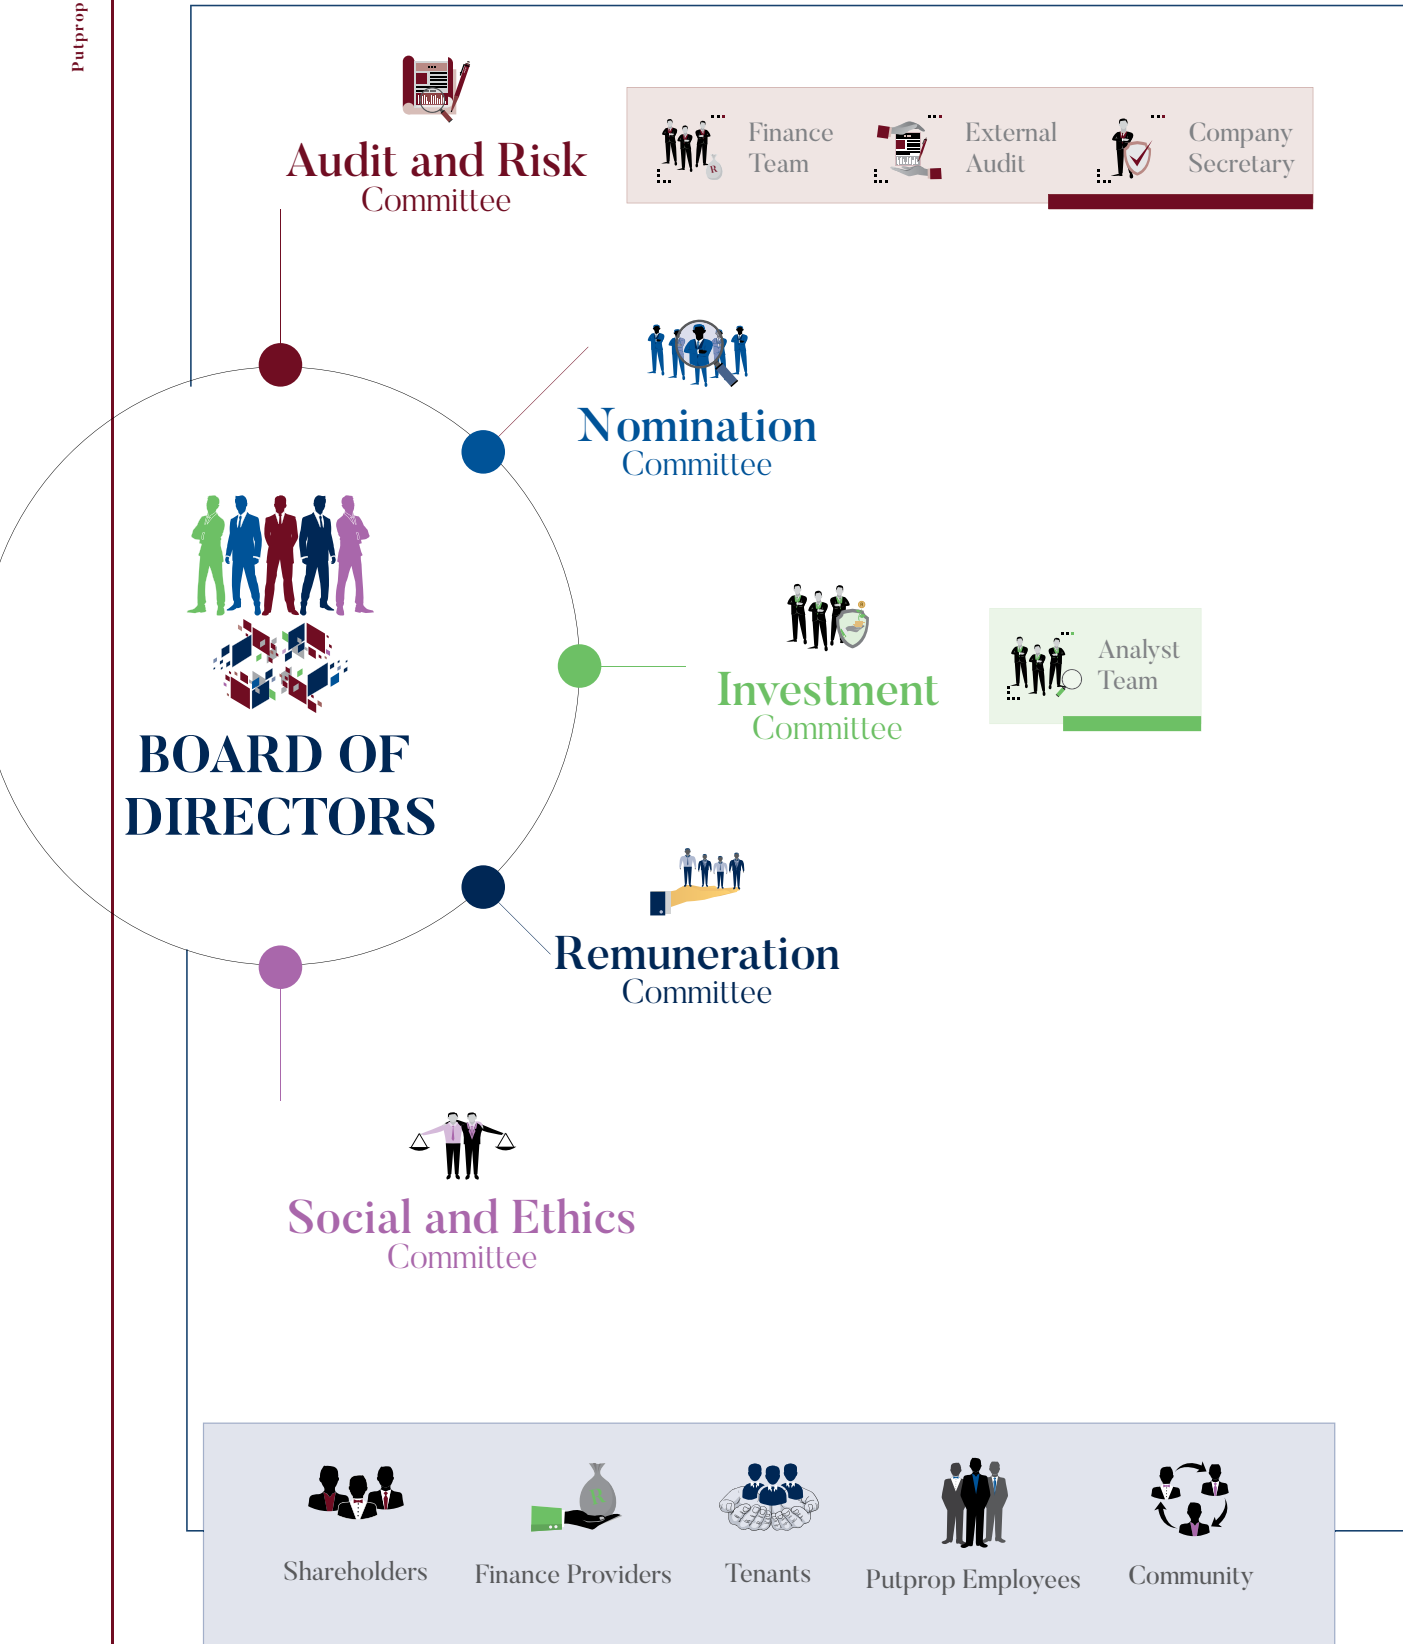 Putprop
Audit and Risk
Committee
Finance
Team
External
Audit
Company
Secretary
R
Nomination
Committee
Investment
Committee
Analyst
Team
BOARD OF
DIRECTORS
Remuneration
Committee
Social and Ethics
Committee
R
Shareholders
Finance Providers
Tenants
Putprop Employees
Community